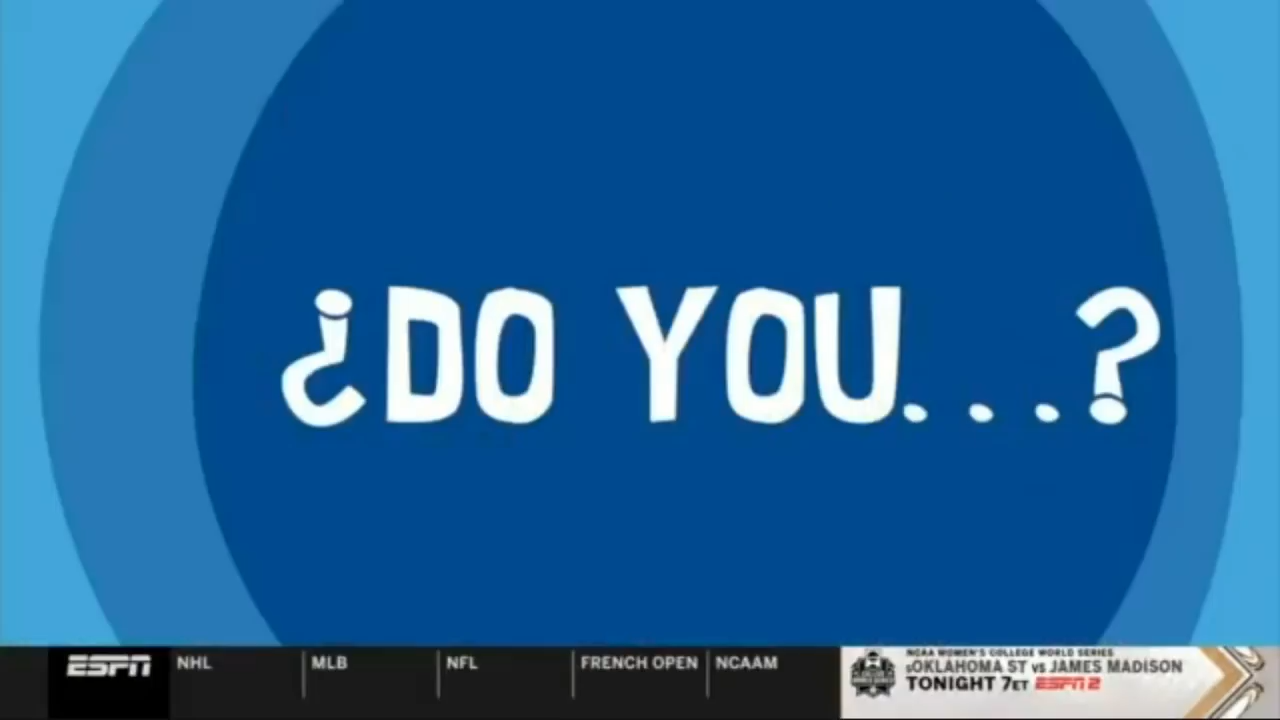 ¿DO YOU. . .?
ESPN
NHL
MLB
NFL
FRENCH OPEN
NCAAM
NCAA WOMEN'S COLLEGE WORLD SERIES
5OKLAHOMA ST vs JAMES MADISON
TONIGHT 7ET ESPN2